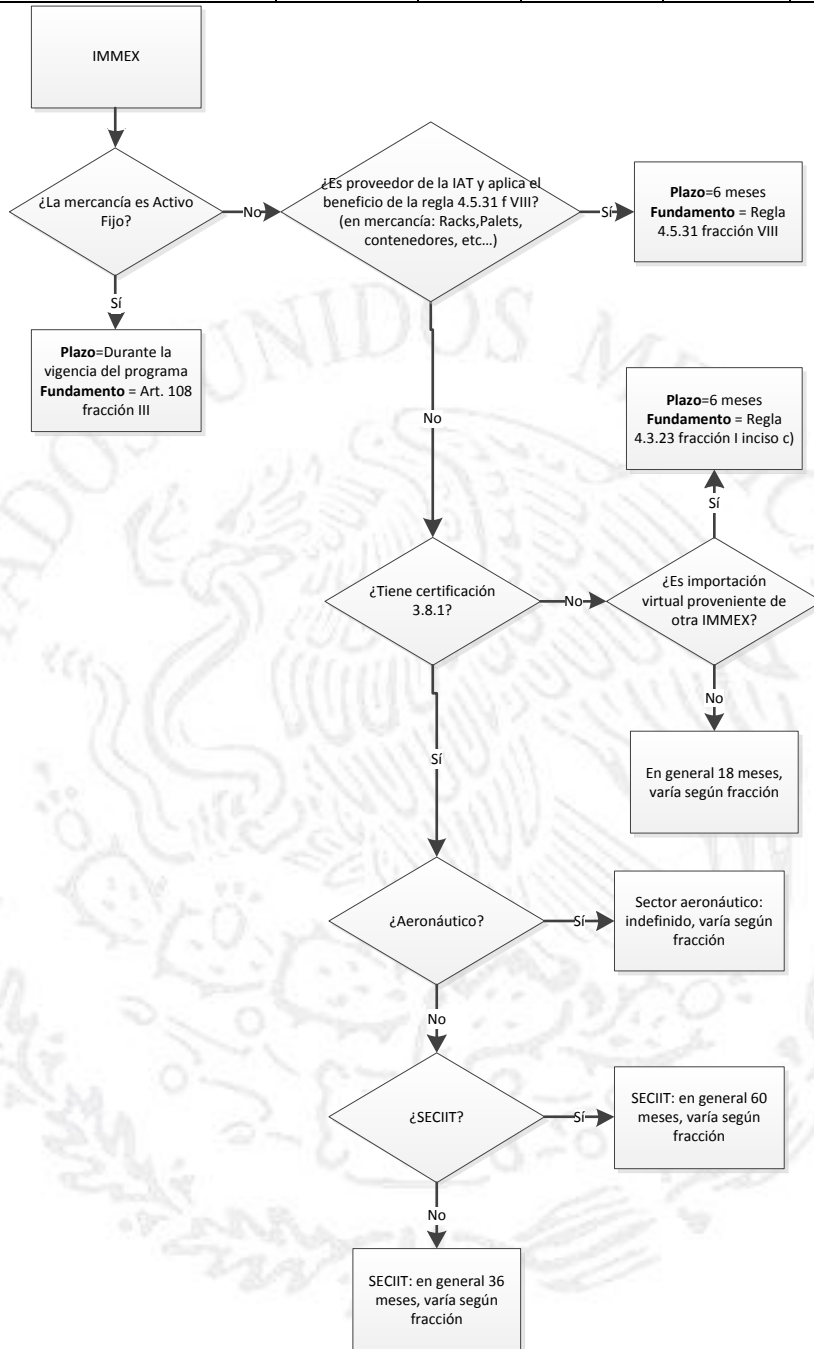 IMMEX
¿La mercancía es Activo
Fijo?
No
¿Es proveedor de la IAT y aplica el
beneficio de la regla 4.5.31 f VIII?
(en mercancía: Racks,Palets,
contenedores, etc…)
Sí
Plazo=6 meses
Fundamento = Regla
4.5.31 fracción VIII
Sí
Plazo=Durante la
vigencia del programa
Fundamento = Art. 108
fracción III
No
Plazo=6 meses
Fundamento = Regla
4.3.23 fracción I inciso c)
Sí
¿Tiene certificación
3.8.1?
No
¿Es importación
virtual proveniente de
otra IMMEX?
No
En general 18 meses,
varía según fracción
Sí
¿Aeronáutico?
Sí
Sector aeronáutico:
indefinido, varía según
fracción
No
¿SECIIT?
Sí
SECIIT: en general 60
meses, varía según
fracción
No
SECIIT: en general 36
meses, varía según
fracción
UNIDOS MEXIC
TADOS